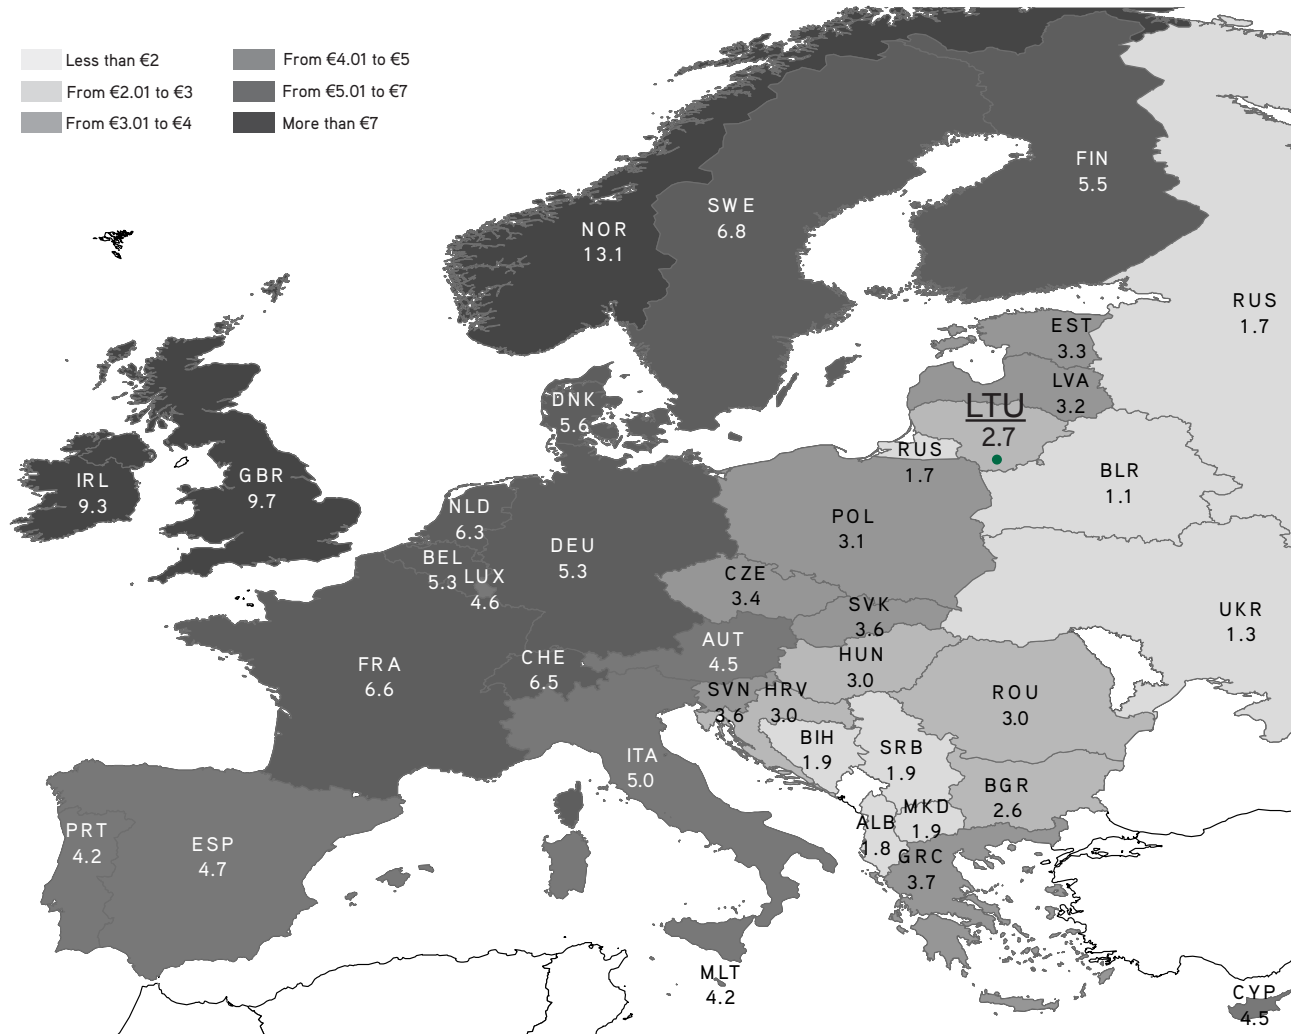 Less than €2
From €2.01 to €3
From €3.01 to €4
From €4.01 to €5
From €5.01 to €7
More than €7
FIN
5.5
SWE
6.8
NOR
13.1
RUS
1.7
EST
3.3
LVA
3.2
LTU
2.7
DNK
5.6
RUS
1.7
BLR
1.1
IRL
9.3
GBR
9.7
NLD
6.3
POL
3.1
DEU
5.3
BEL
5.3
LUX
4.6
CZE
3.4
SVK
3.6
UKR
1.3
AUT
4.5
HUN
3.0
FRA
6.6
CHE
6.5
SVN
3.6
HRV
3.0
ROU
3.0
BIH
1.9
SRB
1.9
ITA
5.0
BGR
2.6
MKD
1.9
ALB
1.8
PRT
4.2
ESP
4.7
GRC
3.7
MLT
4.2
CYP
4.5